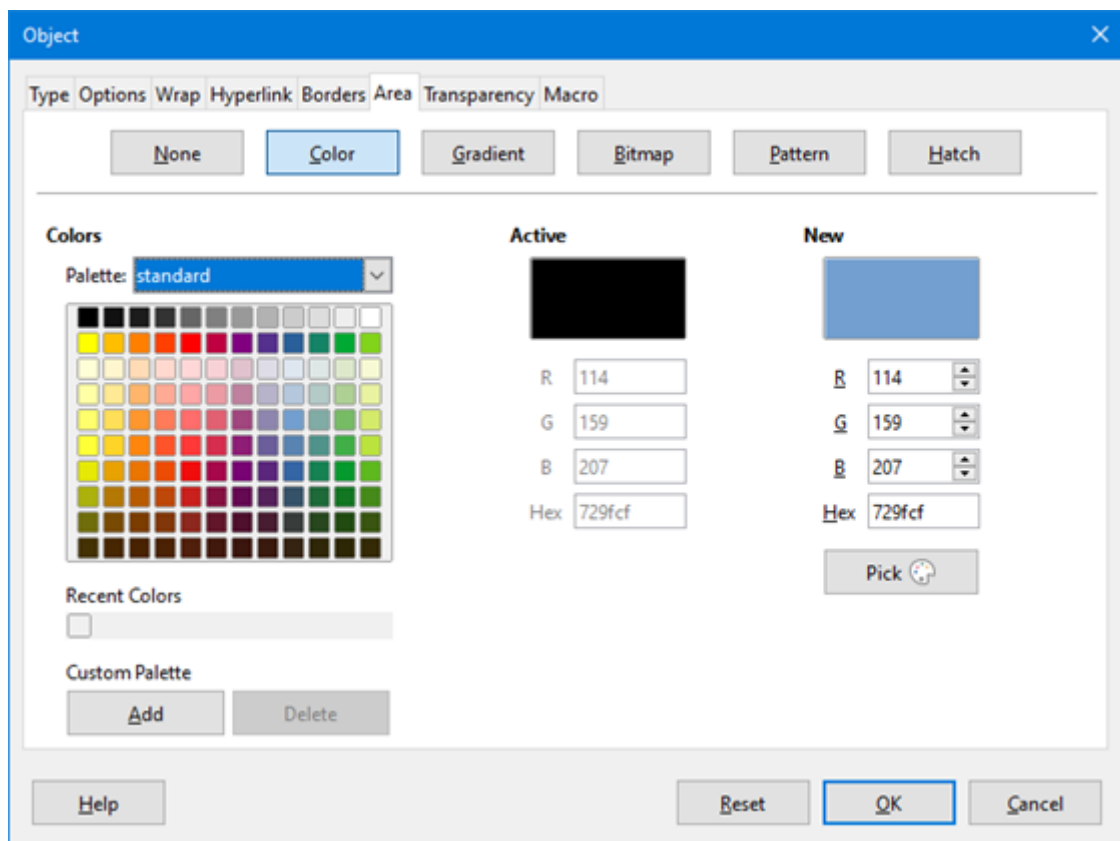 Object
Type Options Wrap Hyperlink Borders Area Transparency Macro
None Color Gradient Bitmap Pattern Hatch
Colors Active New
Palette: standard
R 114 R 114
G 159 G 159
B 207 B 207
Hex 729fcf Hex 729fcf
Pick
Recent Colors
Custom Palette
Add Delete
Help Reset OK Cancel